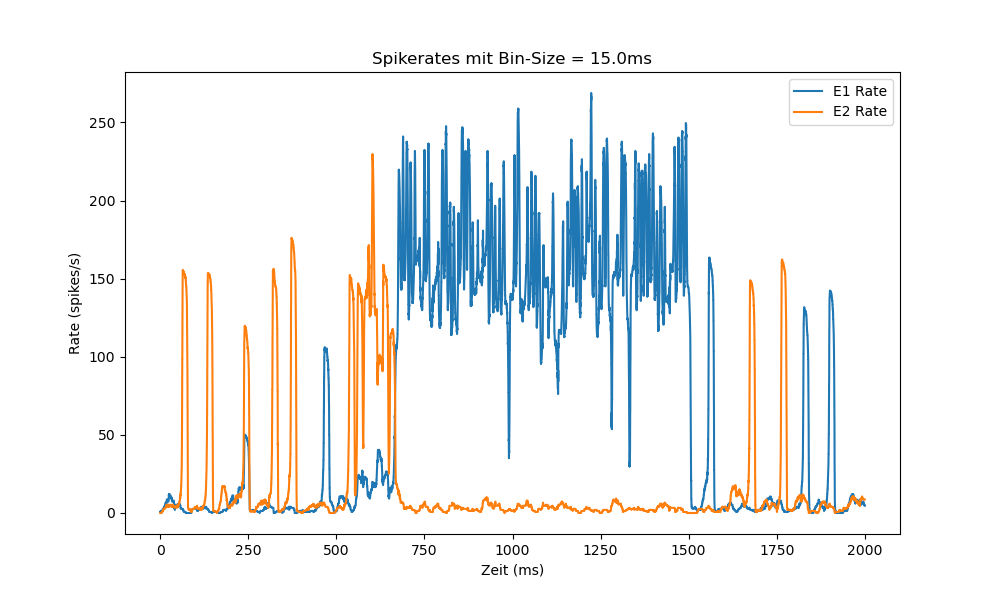 Spikerates mit Bin-Size = 15.0ms
E1 Rate
E2 Rate
250
200
150
100
50
0
Rate (spikes/s)
0 250 500 750 1000 1250 1500 1750 2000
Zeit (ms)